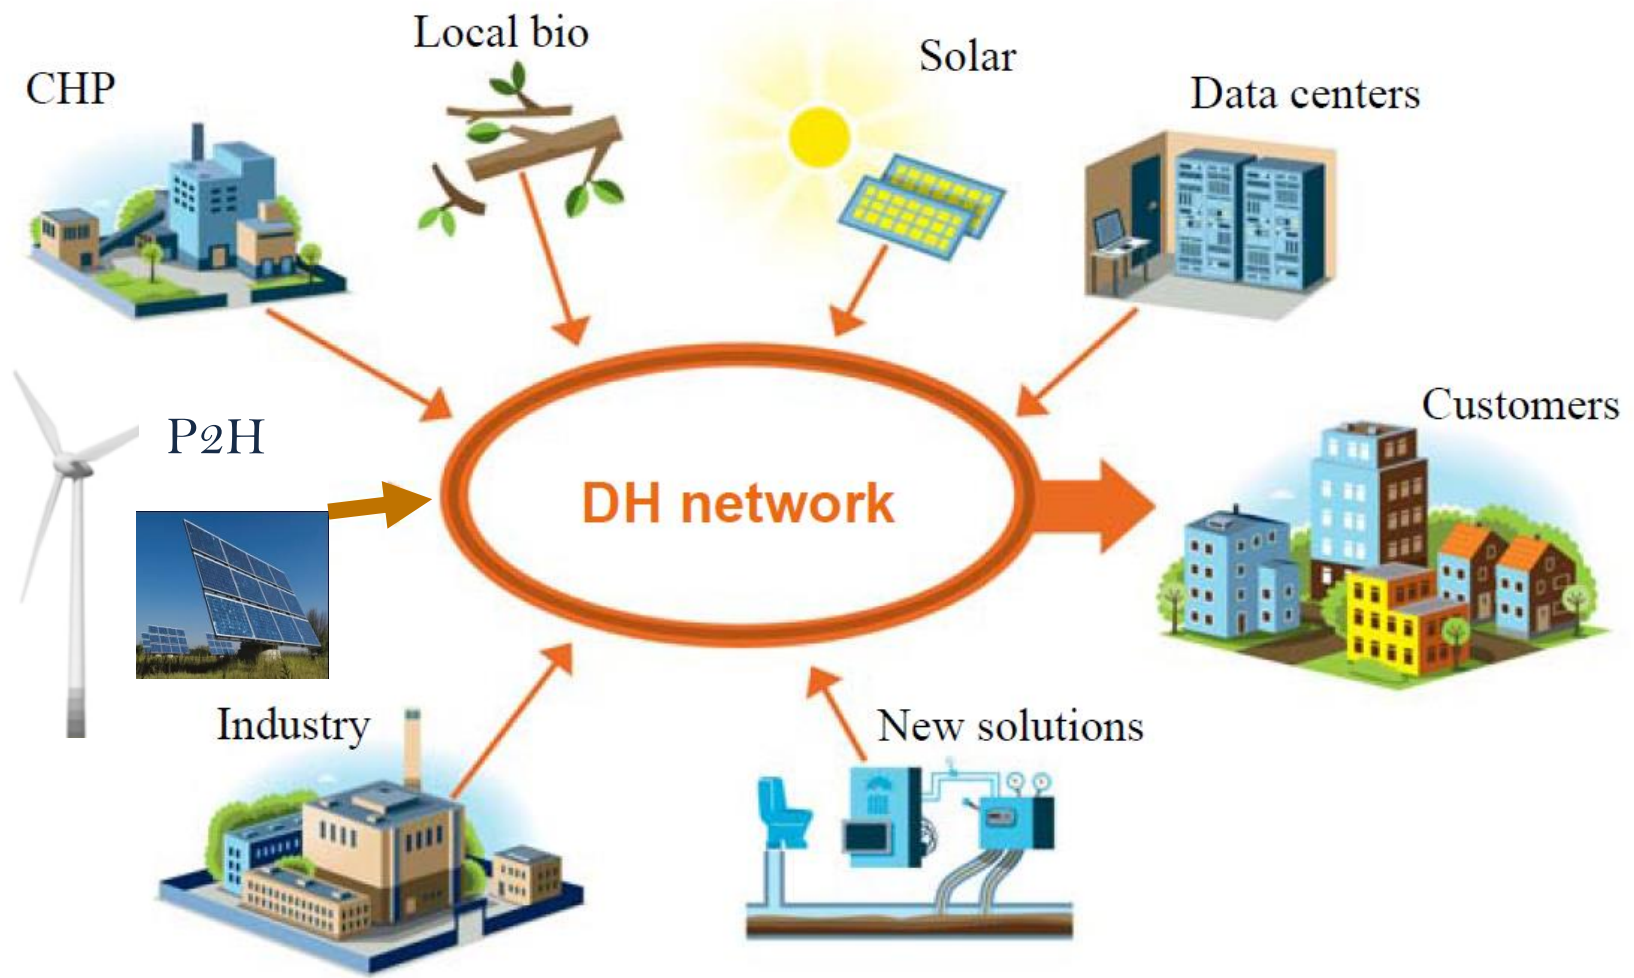 Local bio
Solar
CHP
Data centers
Customers
P2H
DH network
Industry
New solutions